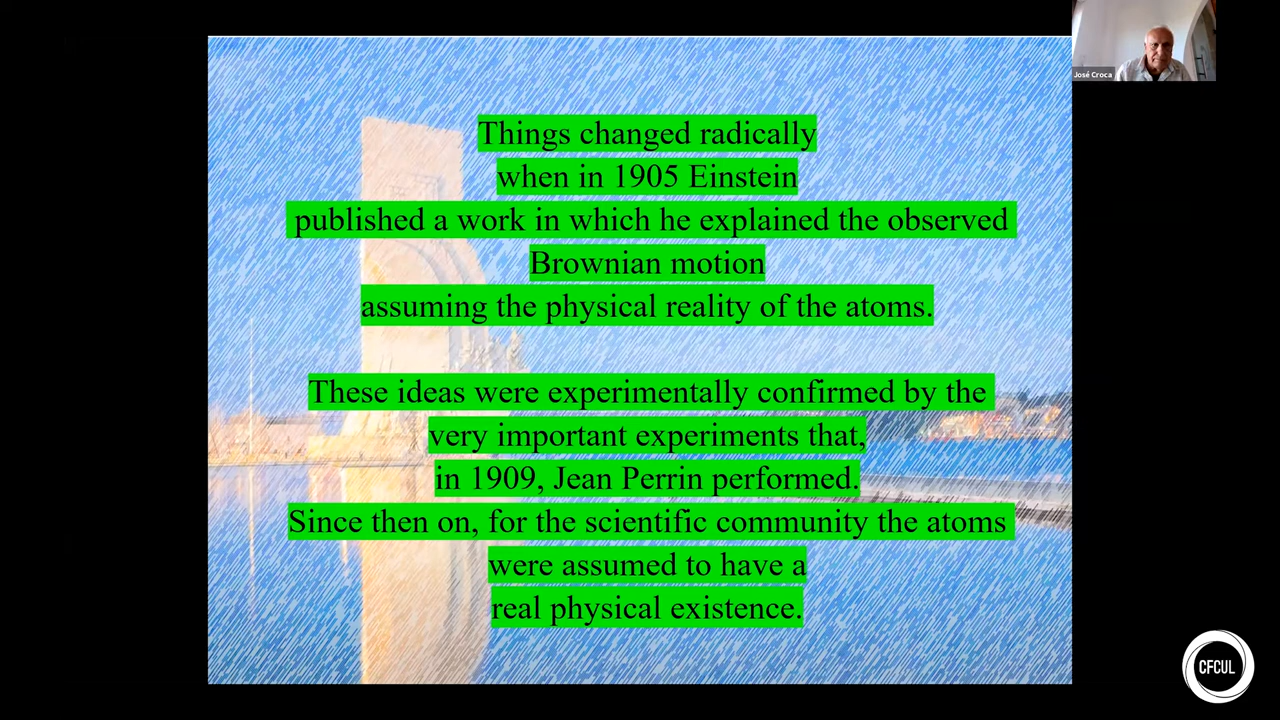 José Croca
Things changed radically
when in 1905 Einstein
published a work in which he explained the observed
Brownian motion
assuming the physical reality of the atoms.
These ideas were experimentally confirmed by the
very important experiments that,
in 1909, Jean Perrin performed.
Since then on, for the scientific community the atoms
were assumed to have a
real physical existence.
CFCUL